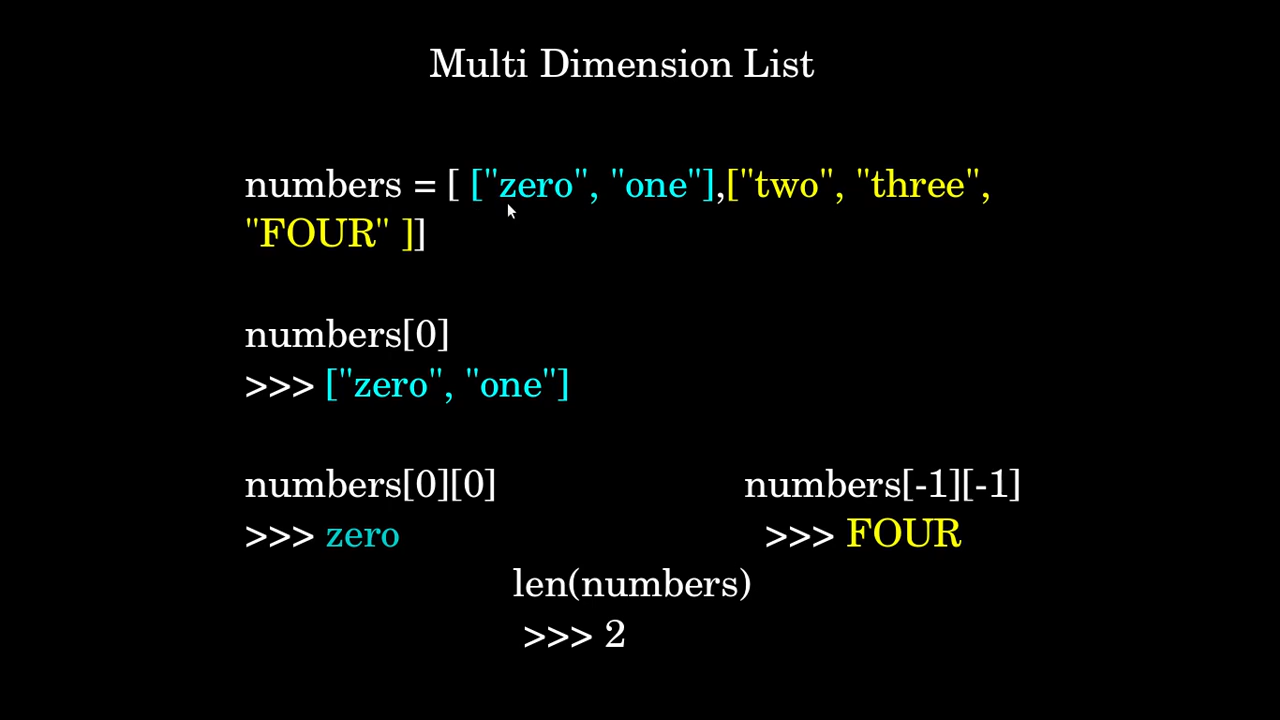 Multi Dimension List
numbers = [ ["zero", "one"],["two", "three",
"FOUR" ]]
numbers[0]
>>> ["zero", "one"]
numbers[0][0]
>>> zero
numbers[-1][-1]
>>> FOUR
len(numbers)
>>> 2